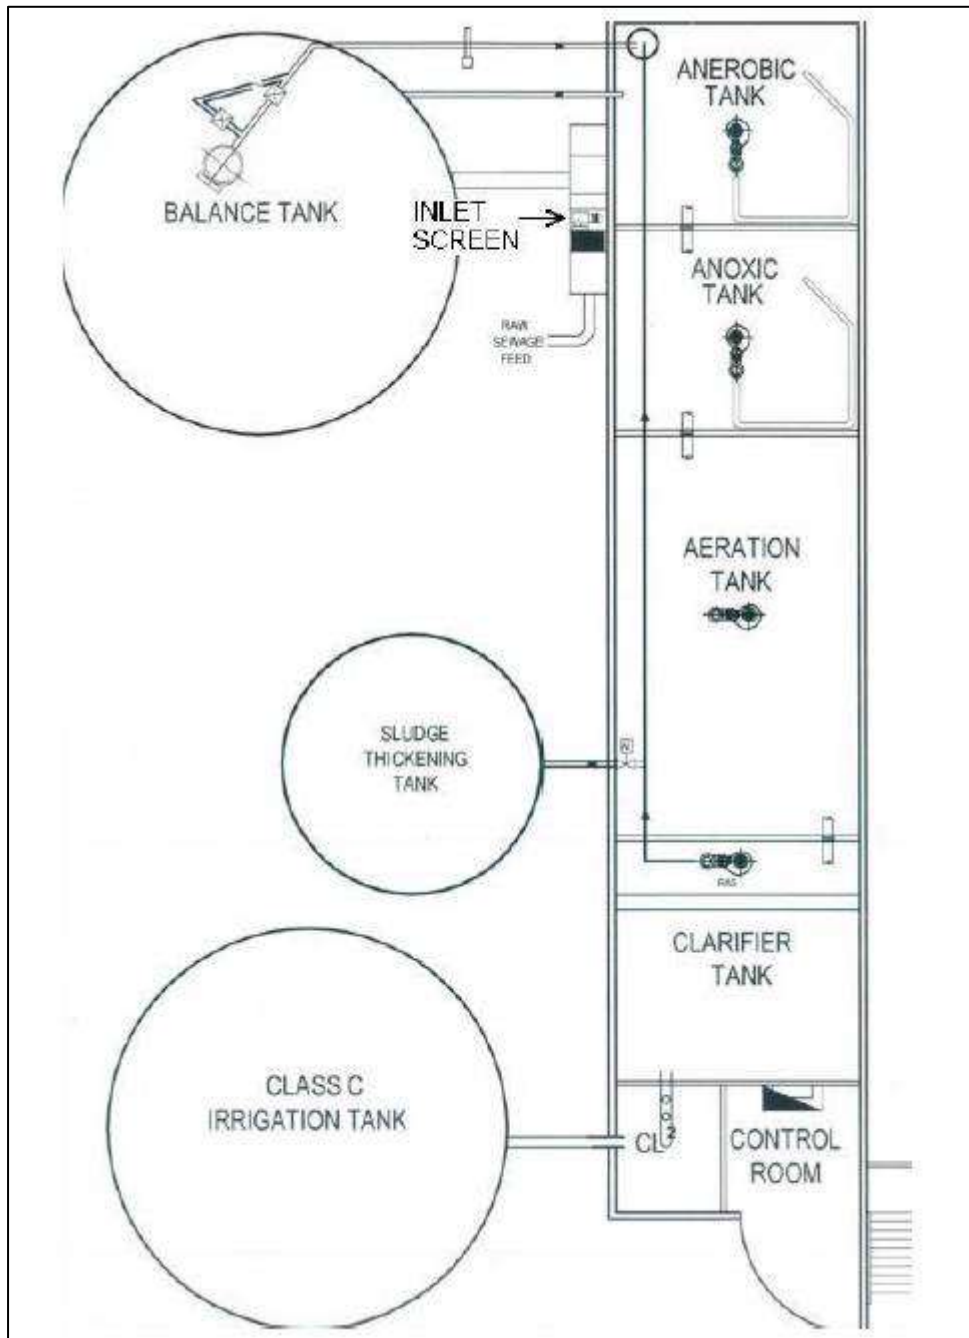 ANEROBIC
TANK
BALANCE TANK
INLET
SCREEN
ANOXIC
TANK
RAW
SEWAGE
FEED
AERATION
TANK
SLUDGE
THICKENING
TANK
RAS
CLARIFIER
TANK
CLASS C
IRRIGATION TANK
CL2
CONTROL
ROOM